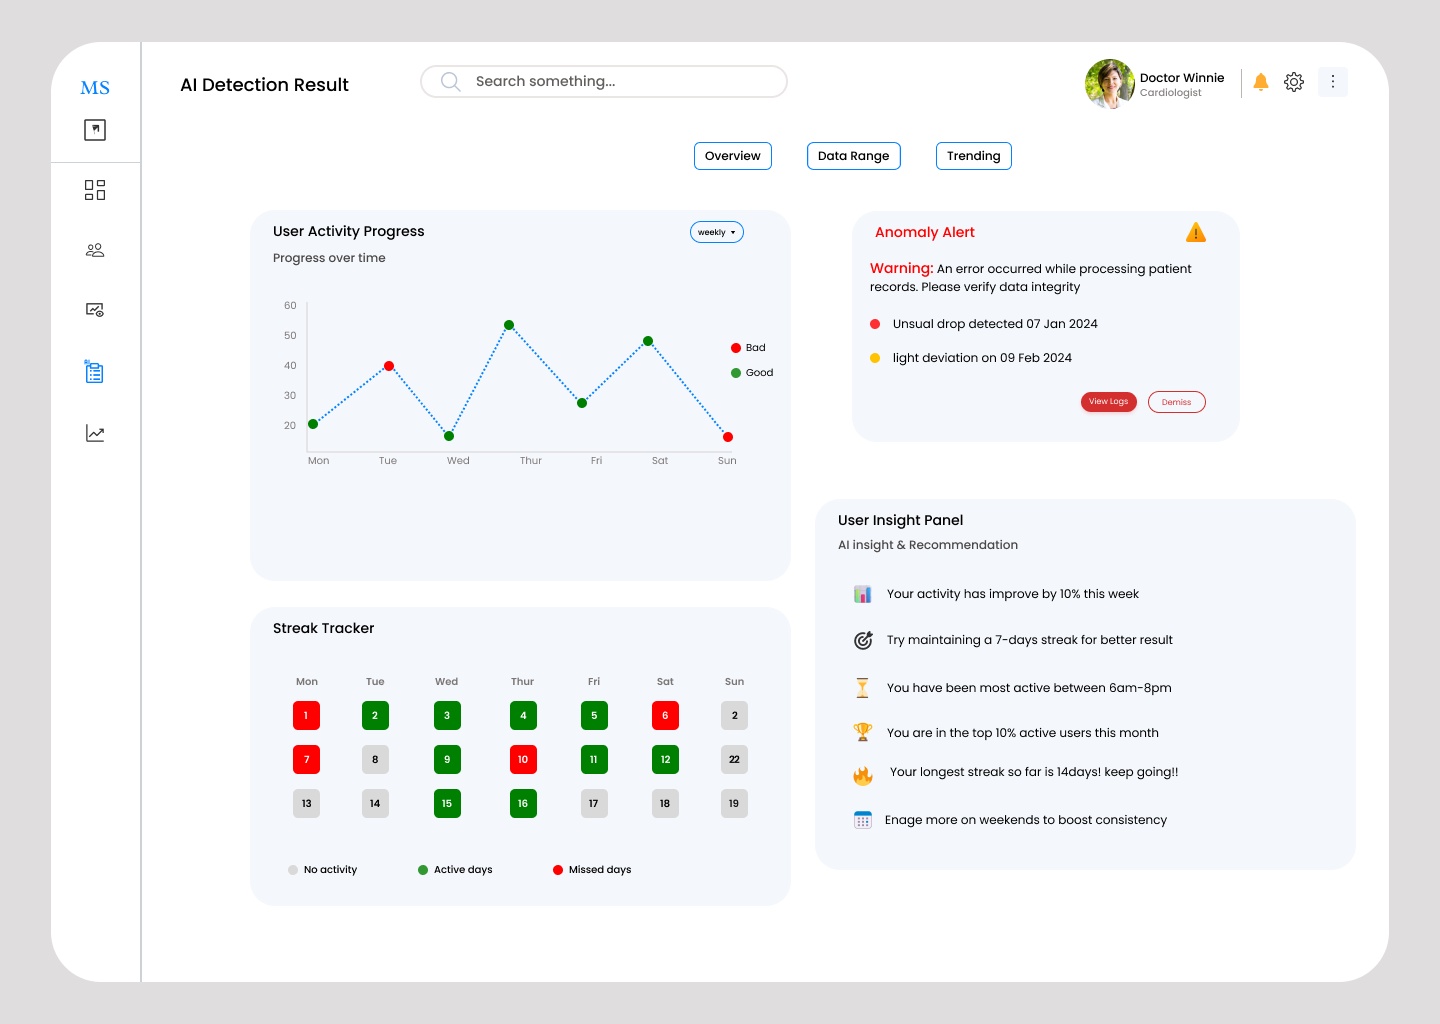 MS
AI Detection Result
Search something...
Doctor Winnie
Cardiologist
Overview
Data Range
Trending
User Activity Progress
weekly
Progress over time
60
50
40
30
20
Bad
Good
Mon Tue Wed Thur Fri Sat Sun
Anomaly Alert
Warning: An error occurred while processing patient
records. Please verify data integrity
Unsual drop detected 07 Jan 2024
light deviation on 09 Feb 2024
View Logs
Demiss
User Insight Panel
AI insight & Recommendation
Your activity has improve by 10% this week
Try maintaining a 7-days streak for better result
You have been most active between 6am-8pm
You are in the top 10% active users this month
Your longest streak so far is 14days! keep going!!
Enage more on weekends to boost consistency
Streak Tracker
Mon Tue Wed Thur Fri Sat Sun
1 2 3 4 5 6 2
7 8 9 10 11 12 22
13 14 15 16 17 18 19
No activity
Active days
Missed days